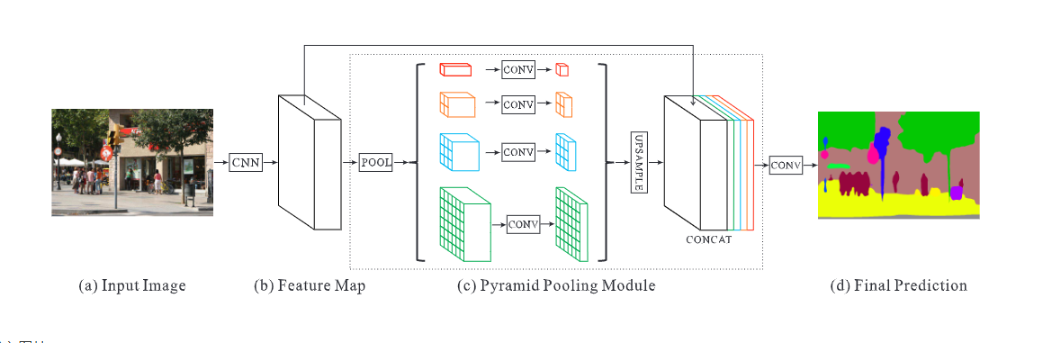 CNN
POOL
CONV
CONV
CONV
CONV
UPSAMPLE
CONCAT
CONV
(a) Input Image
(b) Feature Map
(c) Pyramid Pooling Module
(d) Final Prediction